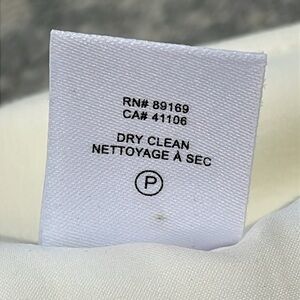 RN# 89169
CA# 41106
DRY CLEAN
NETTOYAGE À SEC
P